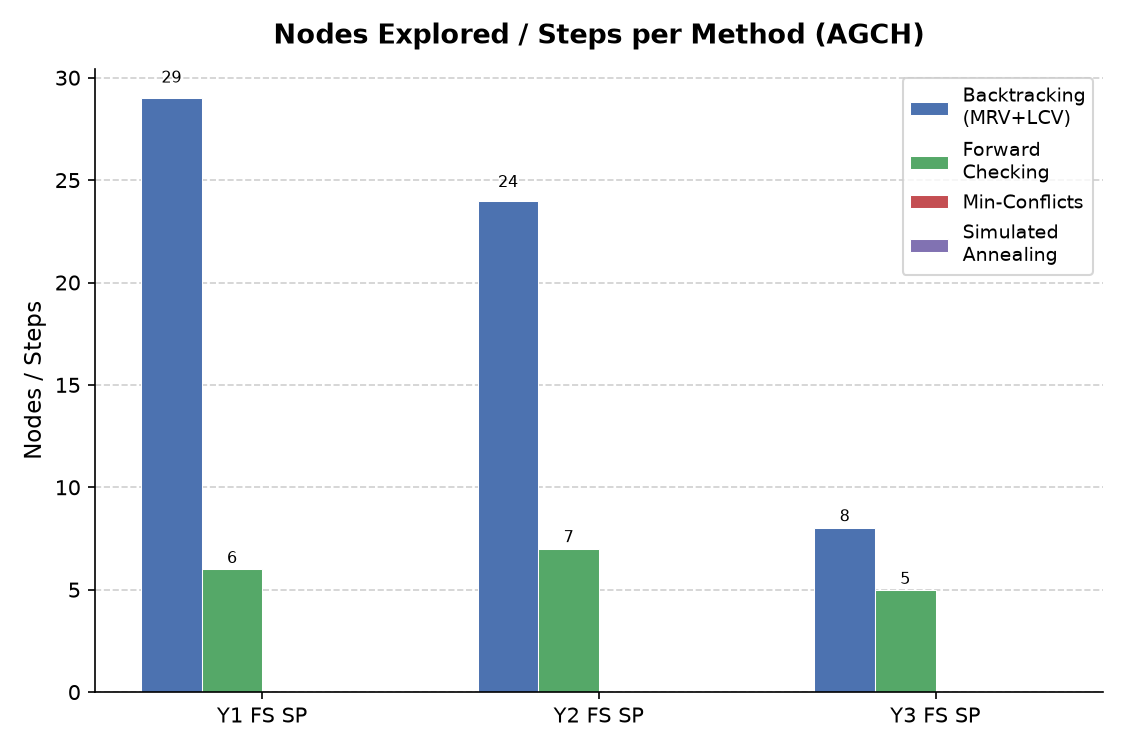 Nodes Explored / Steps per Method (AGCH)
Nodes / Steps
30
25
20
15
10
5
0
29
6
24
7
8
5
Y1 FS SP
Y2 FS SP
Y3 FS SP
Backtracking
(MRV+LCV)
Forward
Checking
Min-Conflicts
Simulated
Annealing